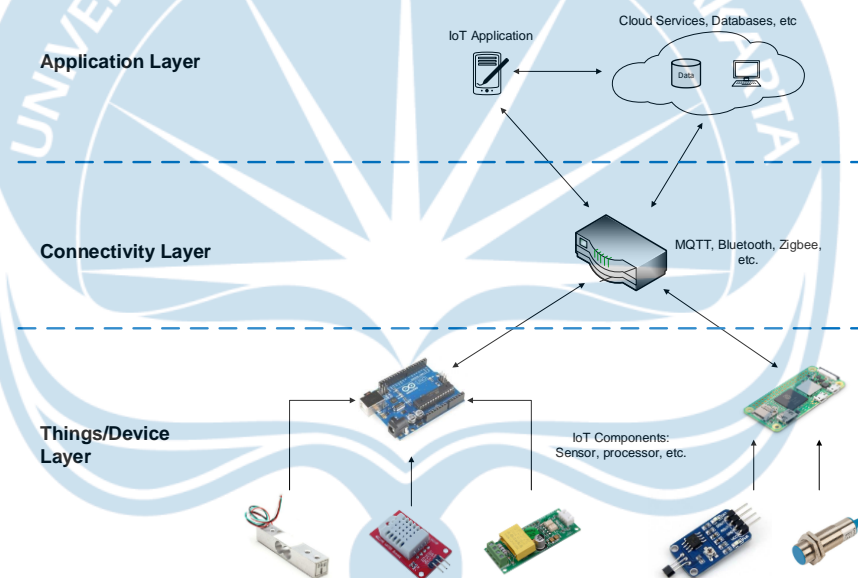 Cloud Services, Databases, etc
IoT Application
Application Layer
Data
Connectivity Layer
MQTT, Bluetooth, Zigbee,
etc.
Things/Device
Layer
IoT Components:
Sensor, processor, etc.